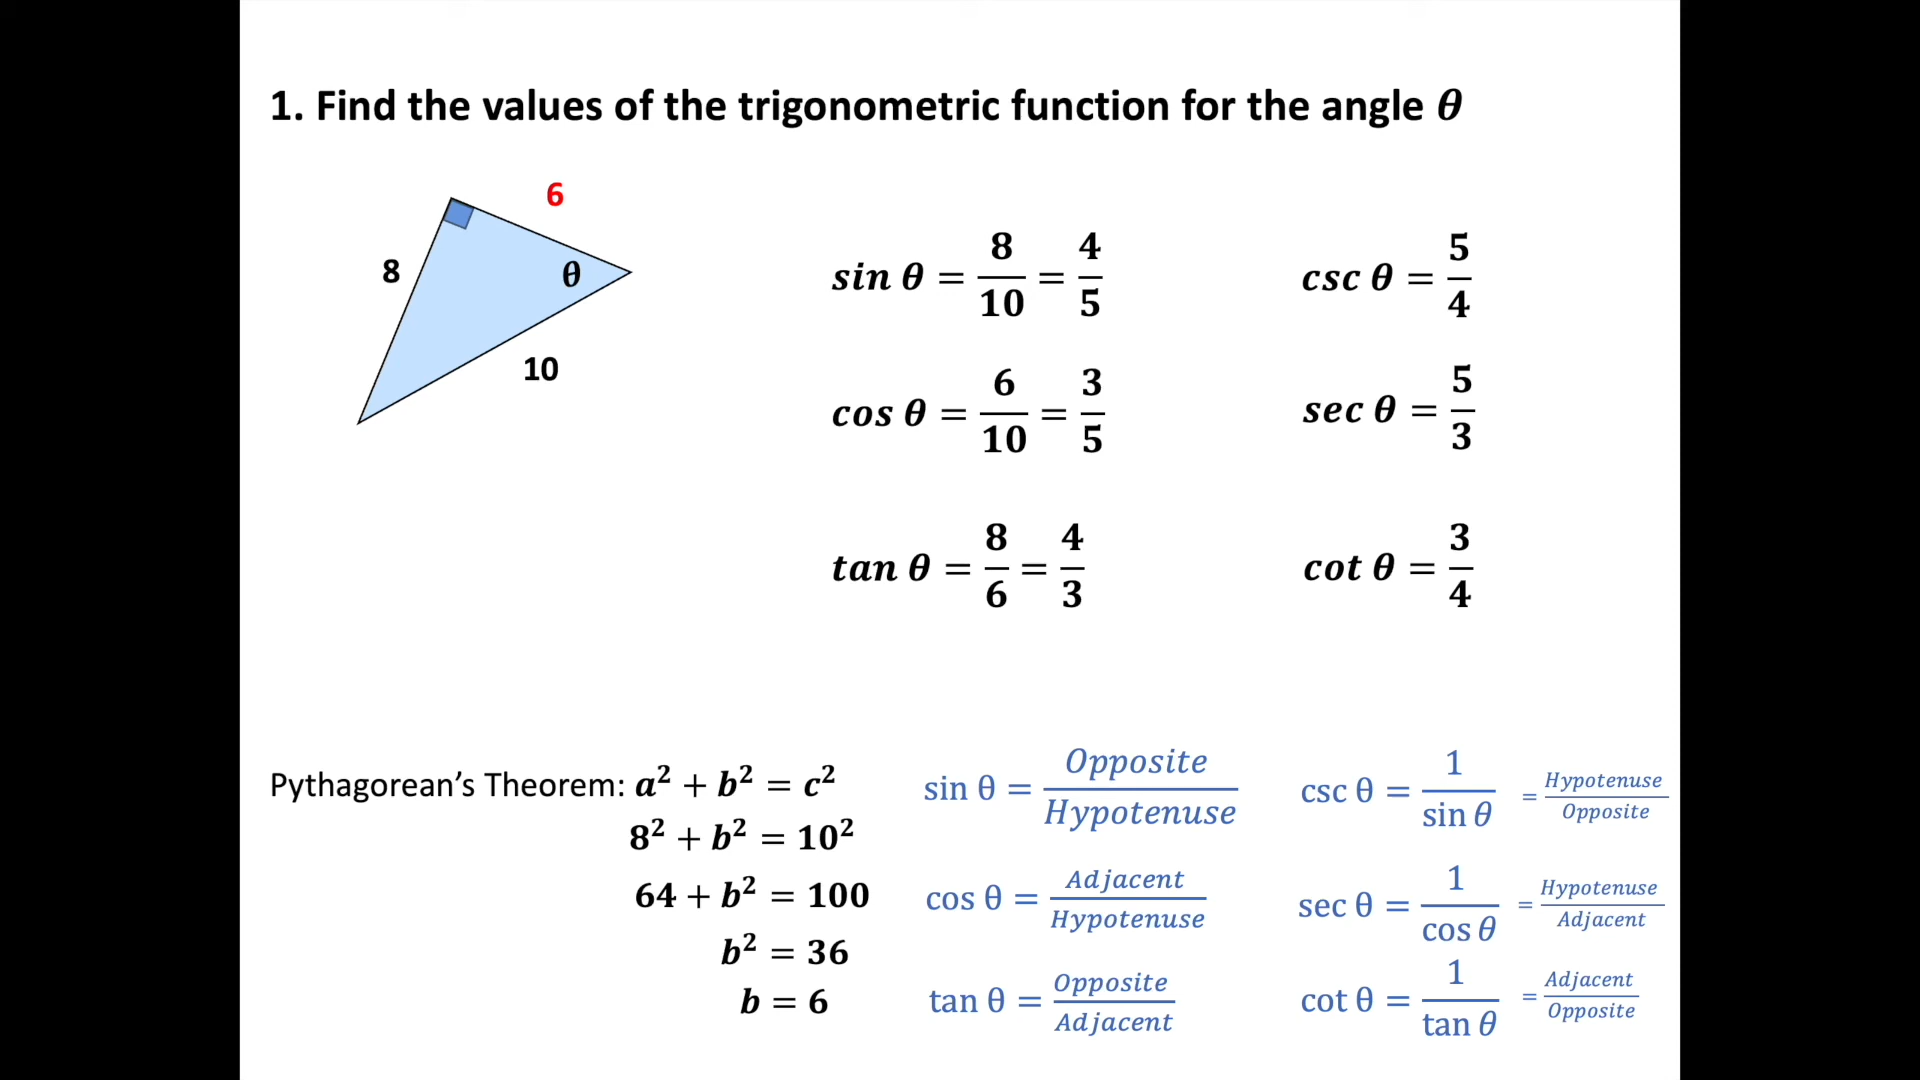 1. Find the values of the trigonometric function for the angle θ
6
8
θ
10
sin θ = 8/10 = 4/5
csc θ = 5/4
cos θ = 6/10 = 3/5
sec θ = 5/3
tan θ = 8/6 = 4/3
cot θ = 3/4
Pythagorean’s Theorem: a² + b² = c²
8² + b² = 10²
64 + b² = 100
b² = 36
b = 6
sin θ = Opposite/Hypotenuse
csc θ = 1/sin θ = Hypotenuse/Opposite
cos θ = Adjacent/Hypotenuse
sec θ = 1/cos θ = Hypotenuse/Adjacent
tan θ = Opposite/Adjacent
cot θ = 1/tan θ = Adjacent/Opposite